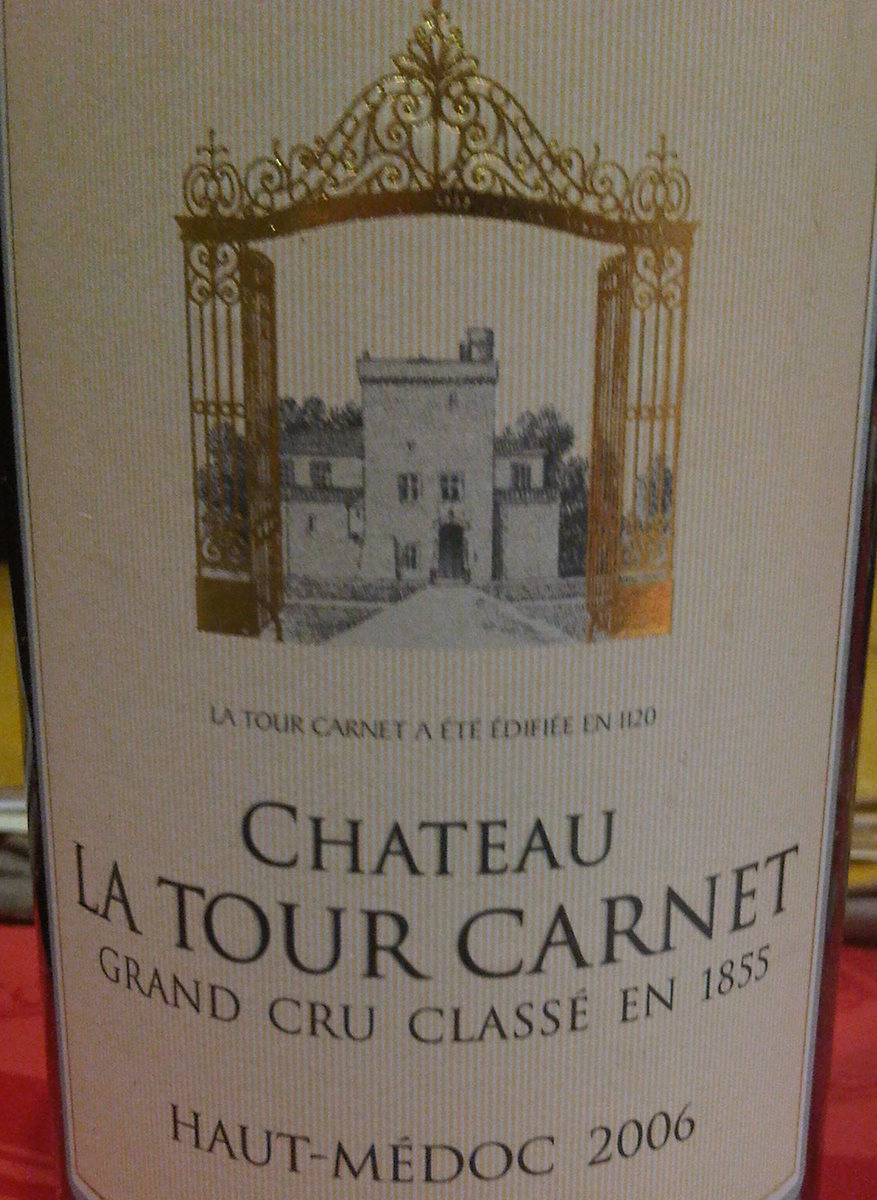 LA TOUR CARNET A ÉTÉ ÉDIFIÉE EN 1120
CHATEAU
LA TOUR CARNET
GRAND CRU CLASSÉ EN 1855
HAUT-MÉDOC 2006